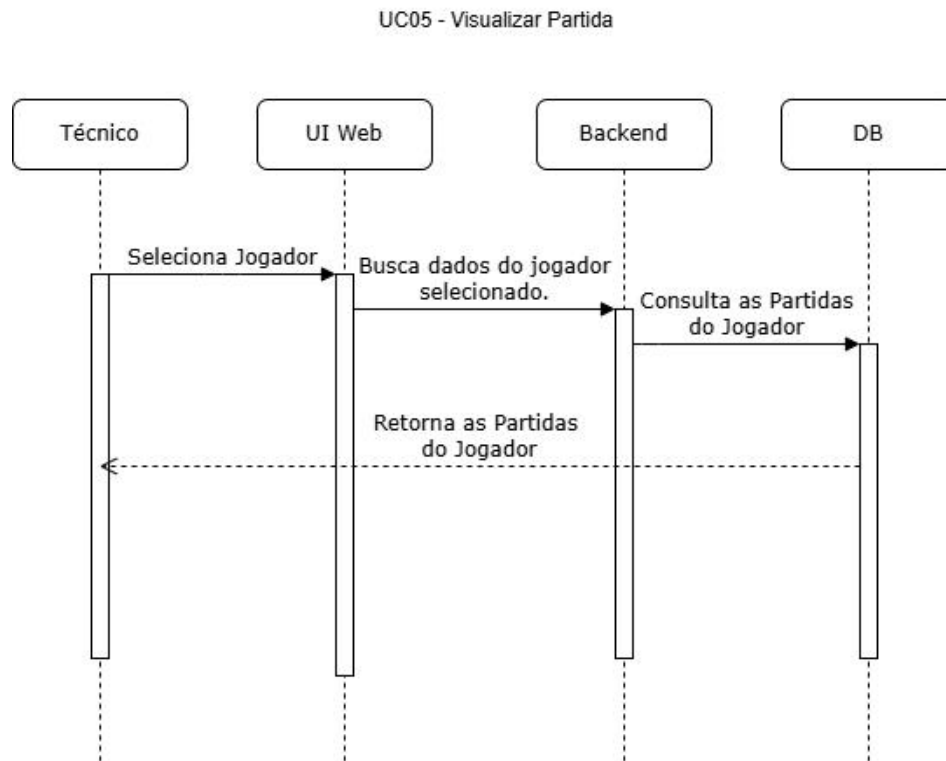 UC05 - Visualizar Partida
Técnico
UI Web
Backend
DB
Seleciona Jogador
Busca dados do jogador
selecionado.
Consulta as Partidas
do Jogador
Retorna as Partidas
do Jogador